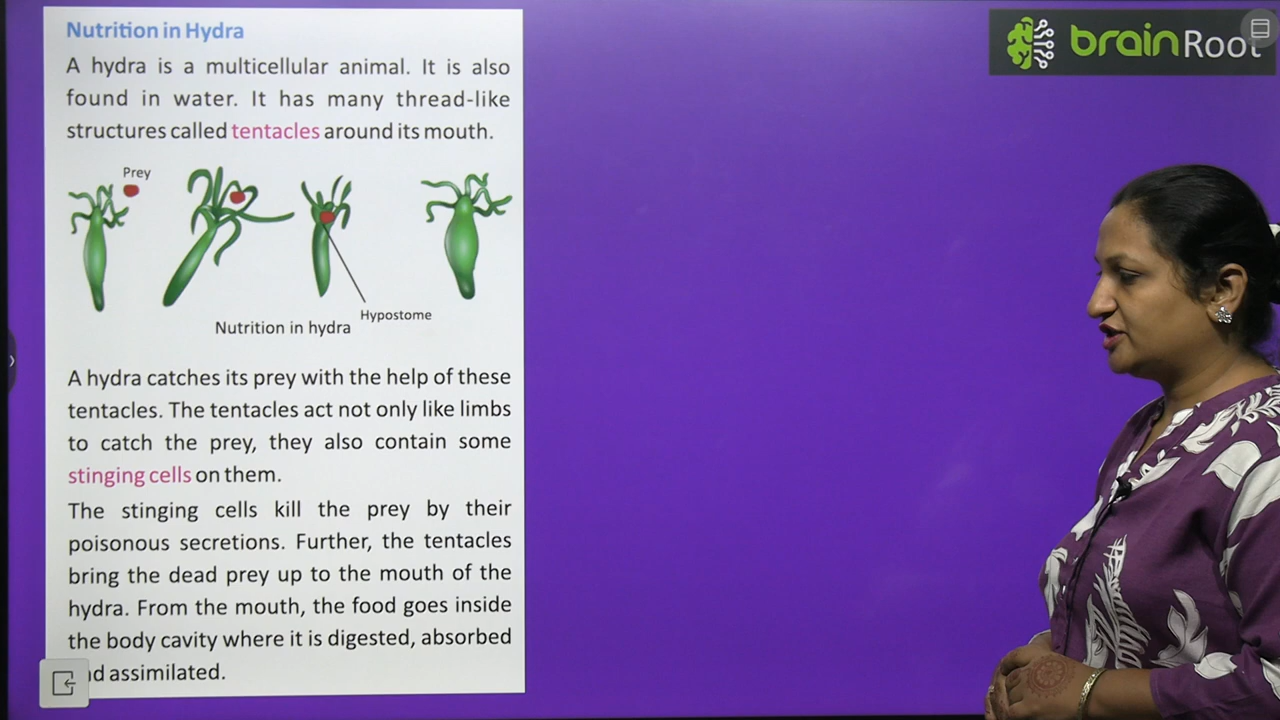 Nutrition in Hydra
A hydra is a multicellular animal. It is also
found in water. It has many thread-like
structures called tentacles around its mouth.
Prey
Hypostome
Nutrition in hydra
A hydra catches its prey with the help of these
tentacles. The tentacles act not only like limbs
to catch the prey, they also contain some
stinging cells on them.
The stinging cells kill the prey by their
poisonous secretions. Further, the tentacles
bring the dead prey up to the mouth of the
hydra. From the mouth, the food goes inside
the body cavity where it is digested, absorbed
nd assimilated.
brainRoot